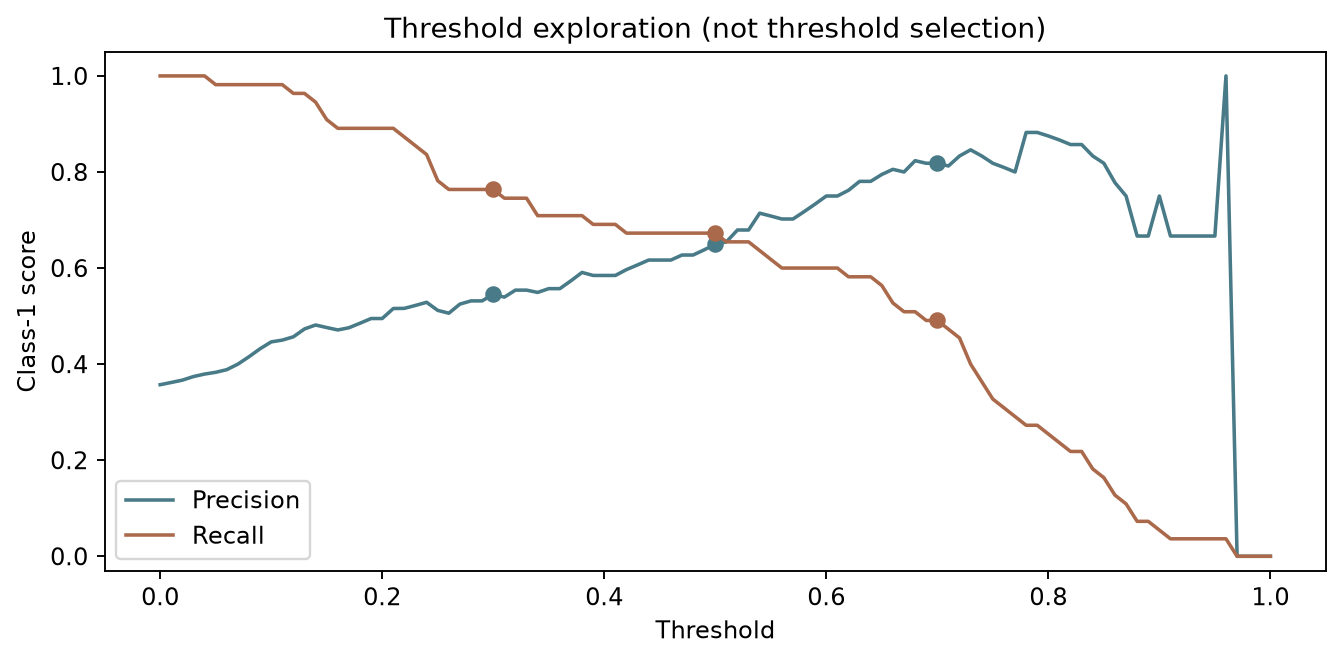 Threshold exploration (not threshold selection)
Class-1 score
1.0
0.8
0.6
0.4
0.2
0.0
Precision
Recall
0.0 0.2 0.4 0.6 0.8 1.0
Threshold